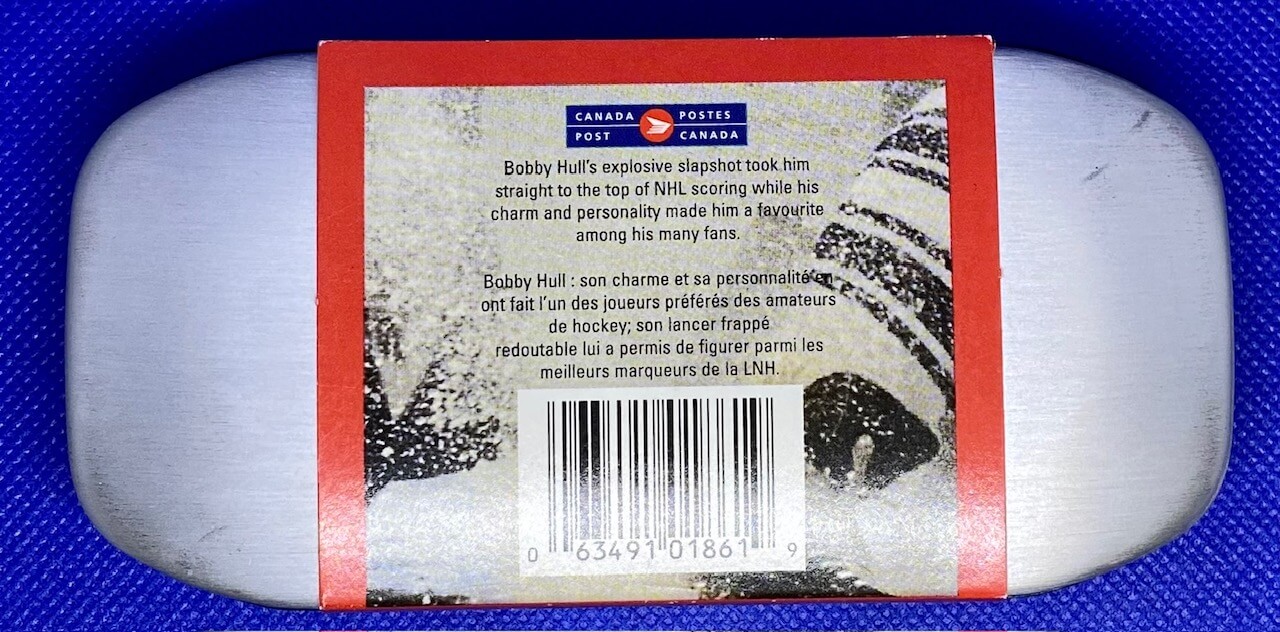 CANADA POSTES
POST CANADA
Bobby Hull's explosive slapshot took him
straight to the top of NHL scoring while his
charm and personality made him a favourite
among his many fans.
Bobby Hull : son charme et sa personnalité en
ont fait l'un des joueurs préférés des amateurs
de hockey; son lancer frappé
redoutable lui a permis de figurer parmi les
meilleurs marqueurs de la LNH.
0 63491 01861 9